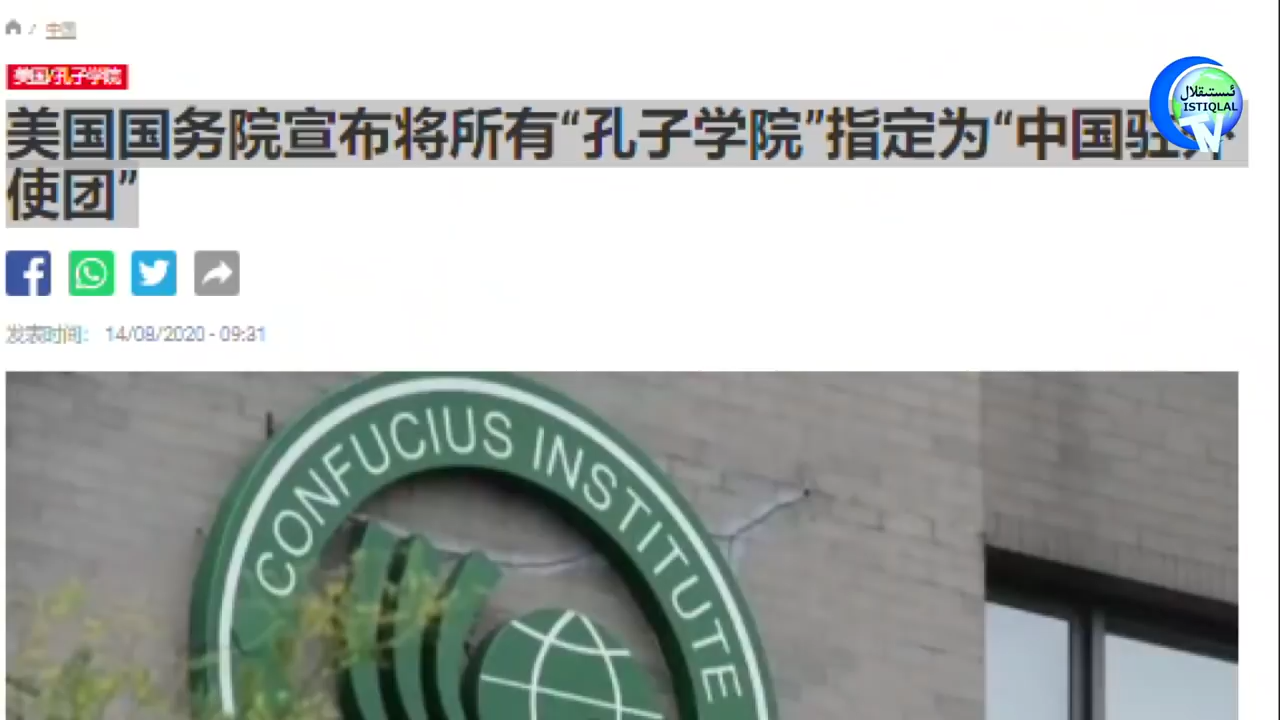 / 中国
美国/孔子学院
美国国务院宣布将所有“孔子学院”指定为“中国驻外
使团”
发表时间： 14/08/2020 - 09:31
ئىستىقلال
ISTIQLAL
TV
CONFUCIUS INSTITUTE